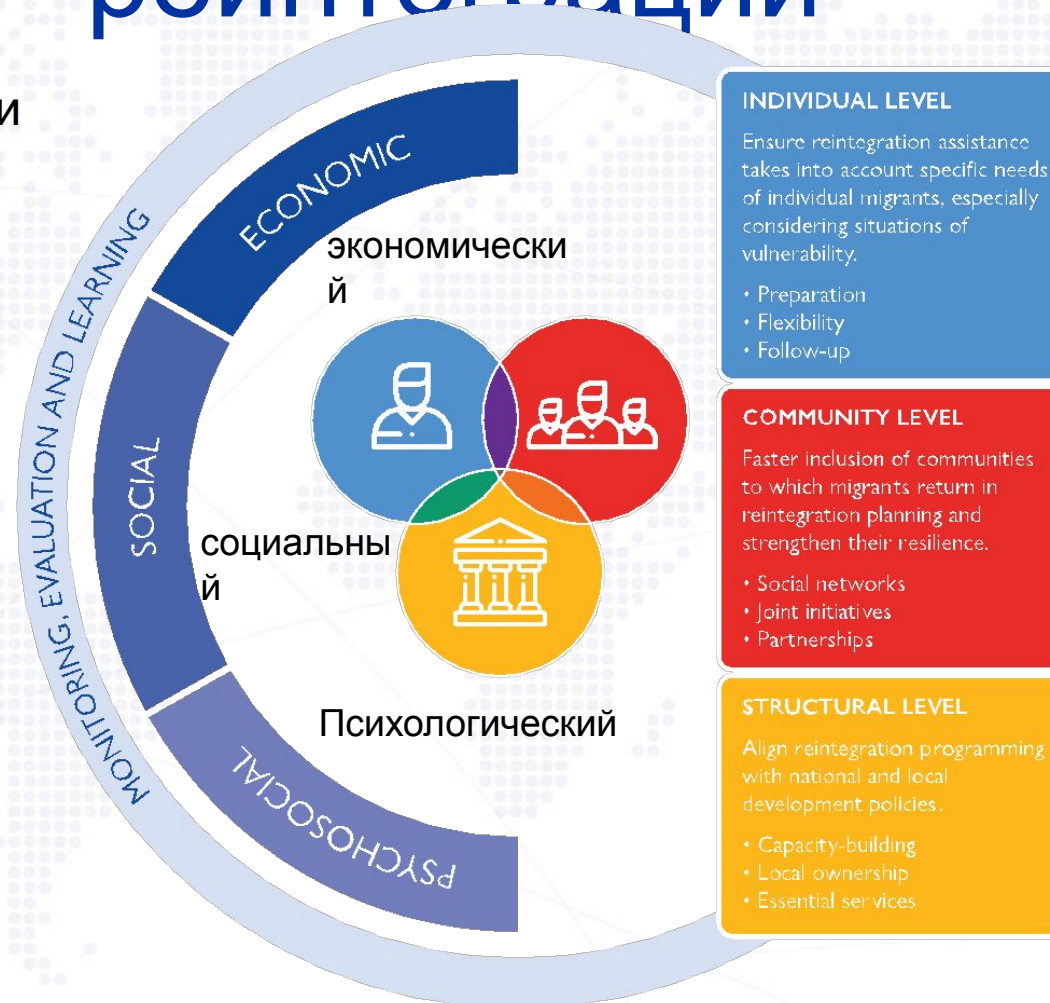 реинтеграции
и
MONITORING, EVALUATION AND LEARNING
ECONOMIC
экономически
й
SOCIAL
социальны
й
PSYCHOSOCIAL
Психологический
INDIVIDUAL LEVEL
Ensure reintegration assistance
takes into account specific needs
of individual migrants, especially
considering situations of
vulnerability.
• Preparation
• Flexibility
• Follow-up
COMMUNITY LEVEL
Faster inclusion of communities
to which migrants return in
reintegration planning and
strengthen their resilience.
• Social networks
• Joint initiatives
• Partnerships
STRUCTURAL LEVEL
Align reintegration programming
with national and local
development policies.
• Capacity-building
• Local ownership
• Essential services